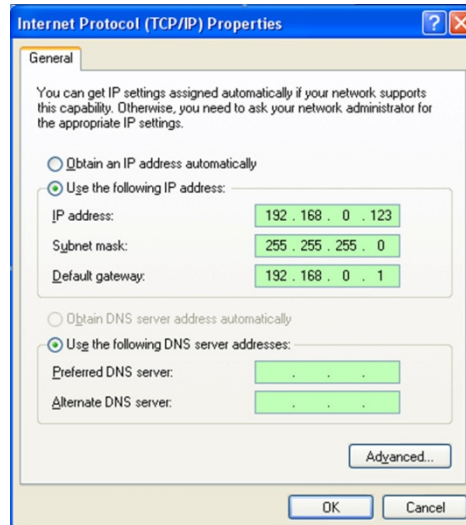 Internet Protocol (TCP/IP) Properties
General
You can get IP settings assigned automatically if your network supports
this capability. Otherwise, you need to ask your network administrator for
the appropriate IP settings.
Obtain an IP address automatically
Use the following IP address:
IP address: 192 . 168 . 0 . 123
Subnet mask: 255 . 255 . 255 . 0
Default gateway: 192 . 168 . 0 . 1
Obtain DNS server address automatically
Use the following DNS server addresses:
Preferred DNS server: . . .
Alternate DNS server: . . .
Advanced...
OK Cancel